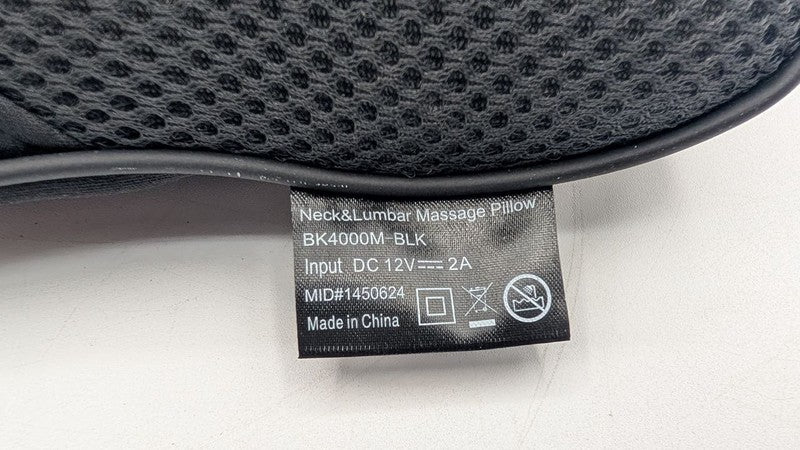 Neck&Lumbar Massage Pillow
BK4000M-BLK
Input DC 12V⎓2A
MID#1450624
Made in China